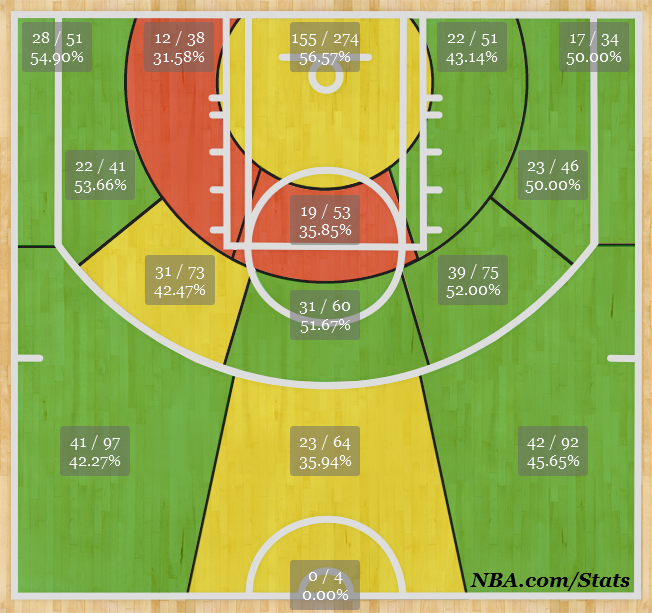 28 / 51
54.90%
12 / 38
31.58%
155 / 274
56.57%
22 / 51
43.14%
17 / 34
50.00%
22 / 41
53.66%
23 / 46
50.00%
19 / 53
35.85%
31 / 73
42.47%
39 / 75
52.00%
31 / 60
51.67%
41 / 97
42.27%
23 / 64
35.94%
42 / 92
45.65%
0 / 4
0.00%
NBA.com/Stats